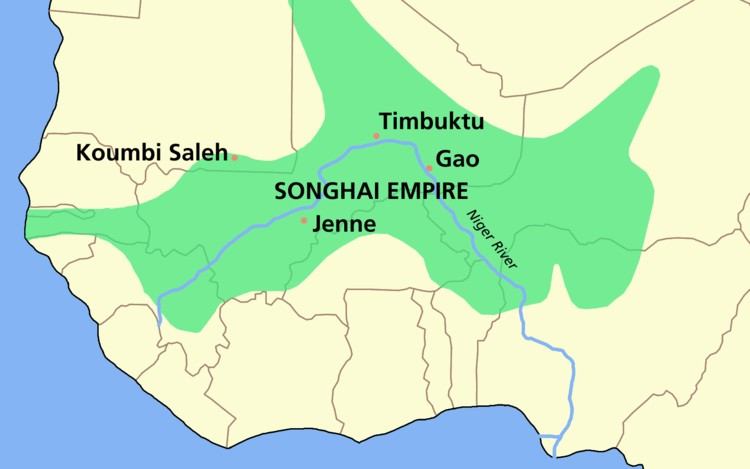 Timbuktu
Koumbi Saleh
Gao
SONGHAI EMPIRE
Jenne
Niger River